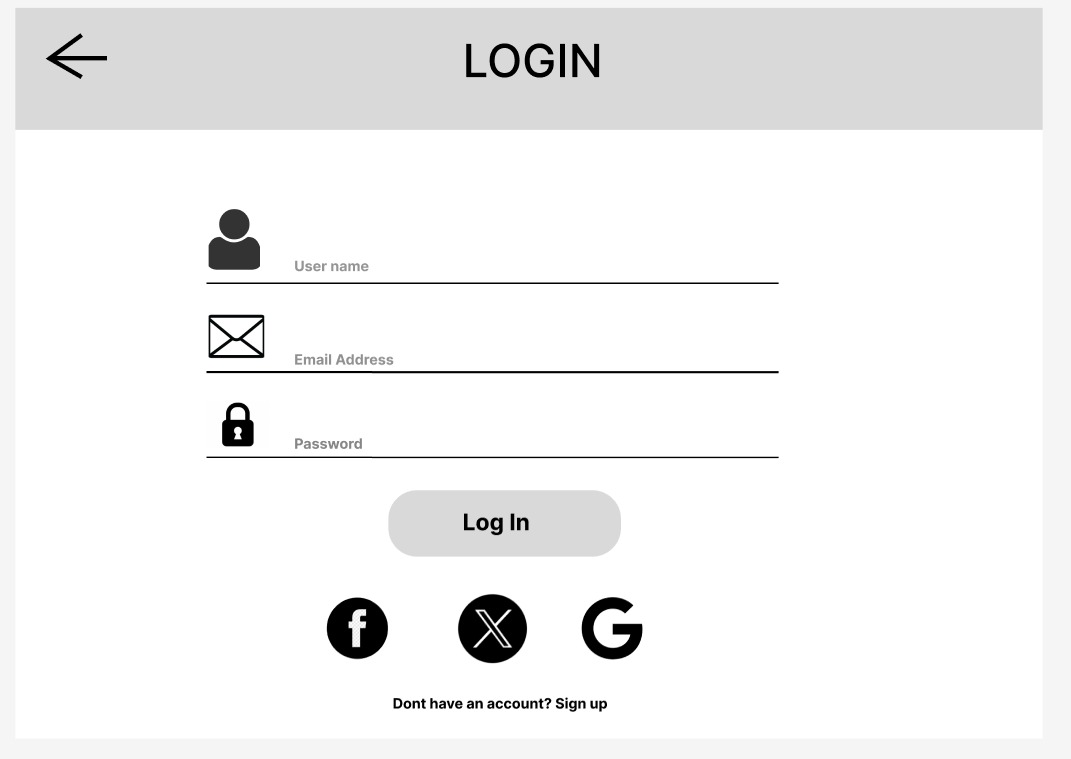 LOGIN
User name
Email Address
Password
Log In
Dont have an account? Sign up